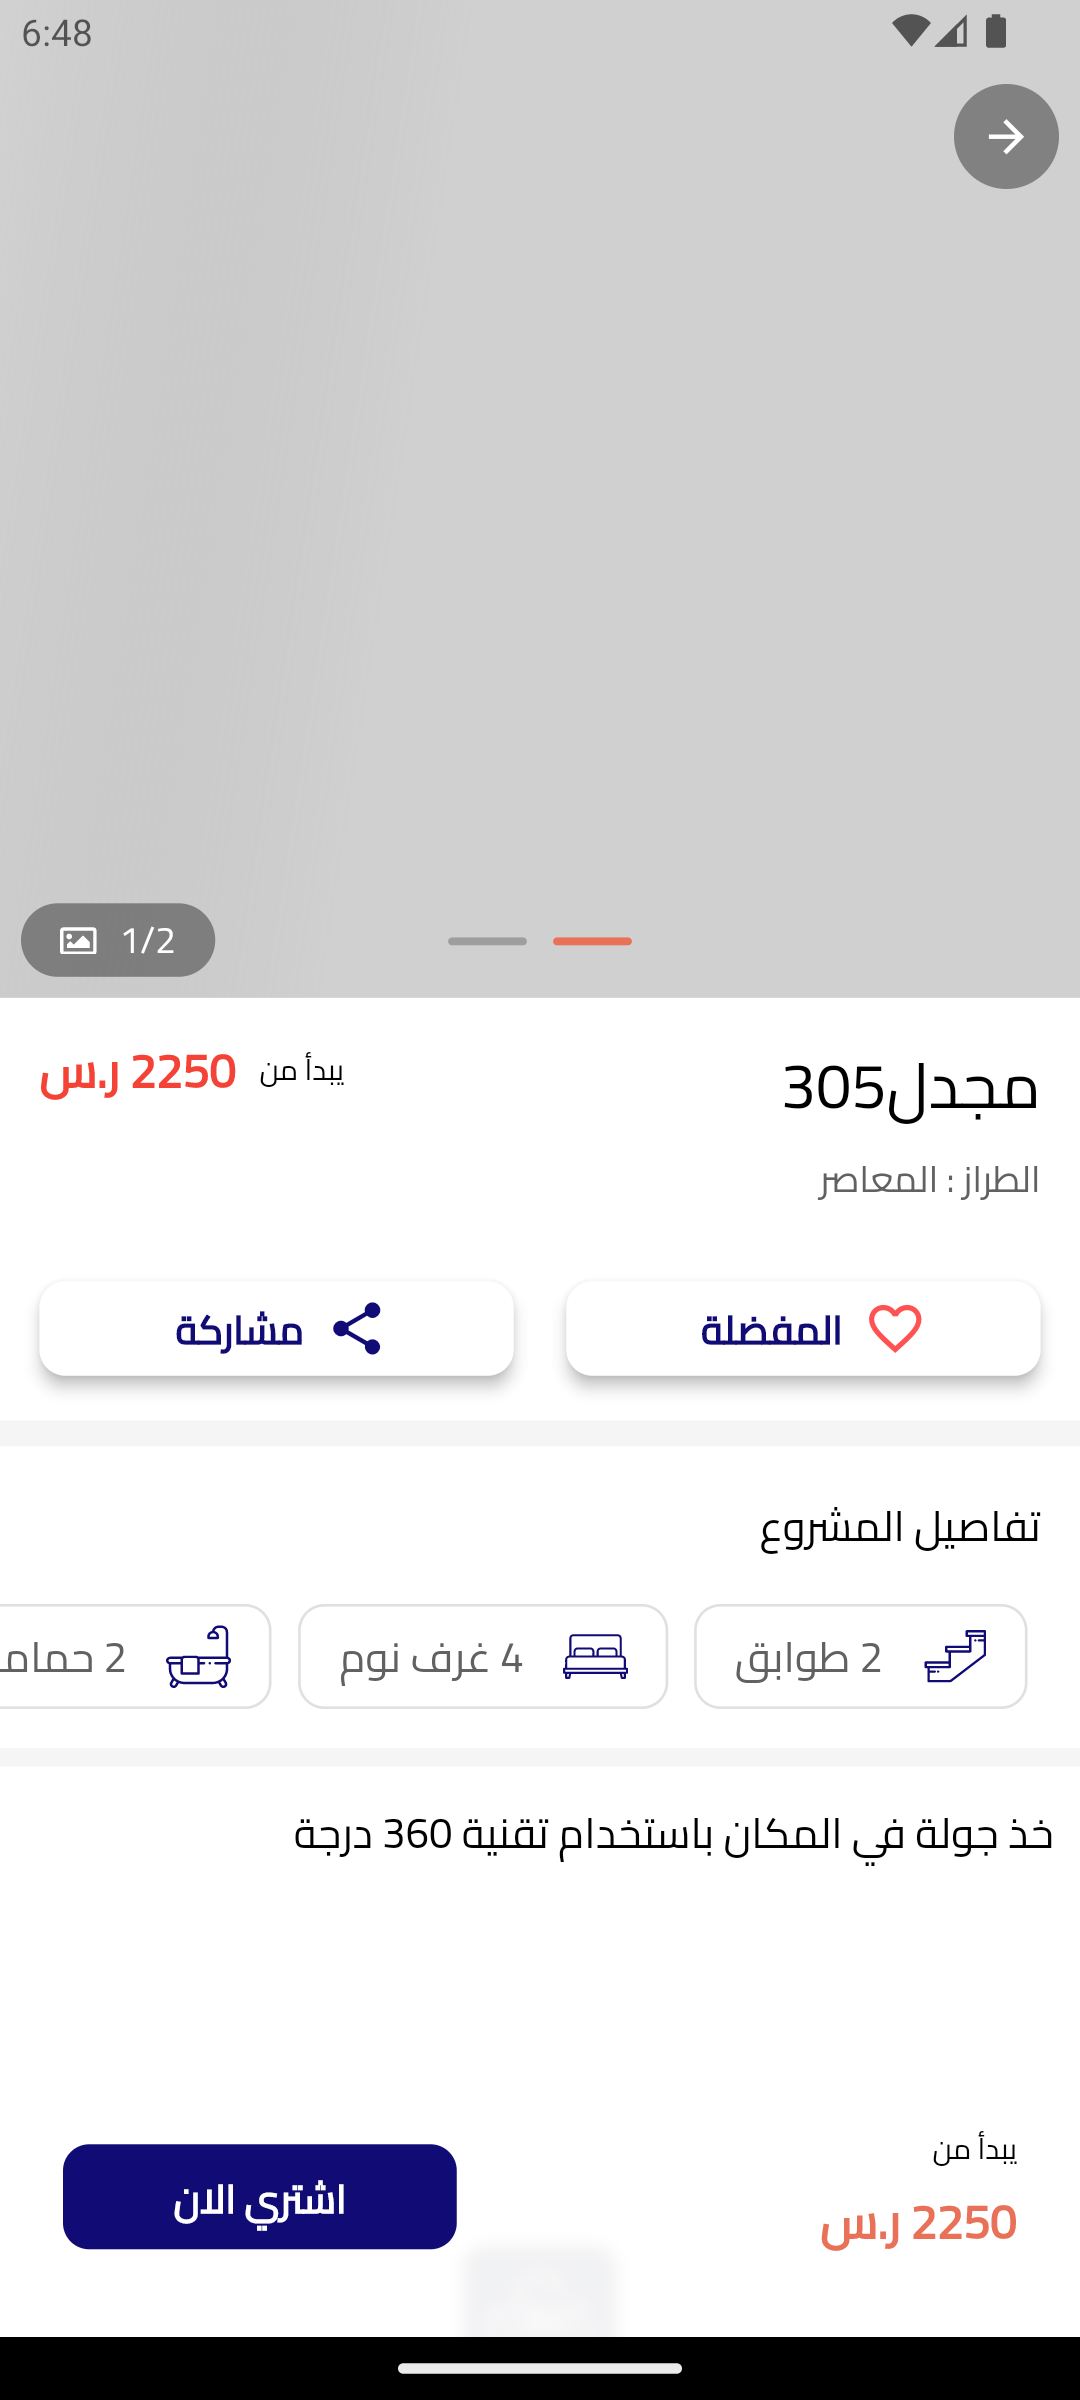 6:48
1/2
مجدل305
يبدأ من 2250 ر.س
الطراز : المعاصر
المفضلة
مشاركة
تفاصيل المشروع
2 طوابق
4 غرف نوم
2 حمام
خذ جولة في المكان باستخدام تقنية 360 درجة
يبدأ من
2250 ر.س
اشتري الان